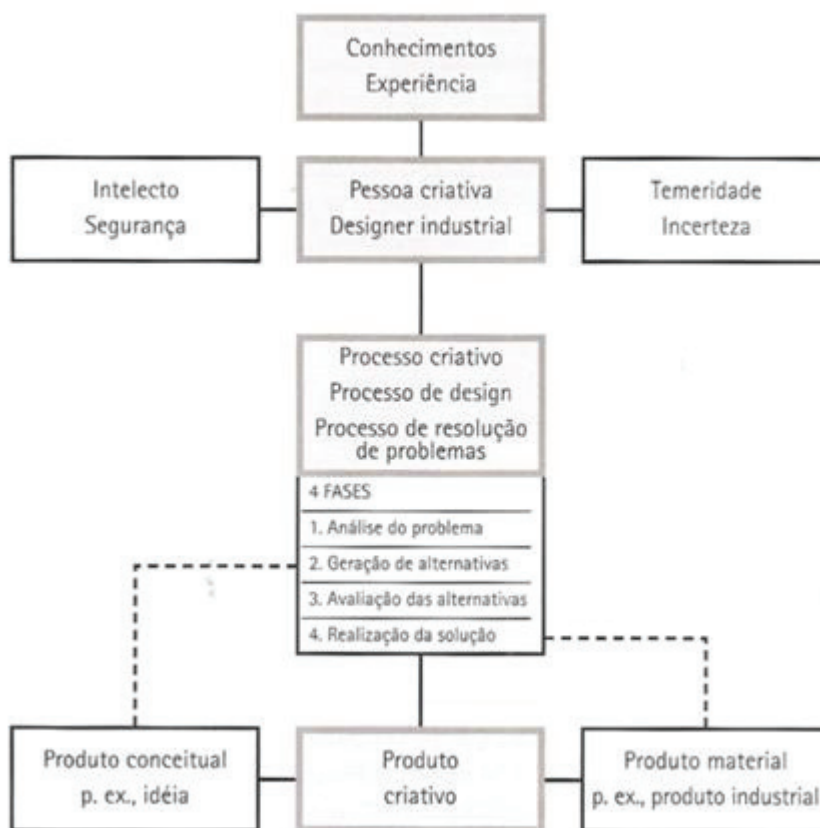 Conhecimentos
Experiência
Intelecto
Segurança
Pessoa criativa
Designer industrial
Temeridade
Incerteza
Processo criativo
Processo de design
Processo de resolução
de problemas
4 FASES
1. Análise do problema
2. Geração de alternativas
3. Avaliação das alternativas
4. Realização da solução
Produto conceitual
p. ex., idéia
Produto
criativo
Produto material
p. ex., produto industrial